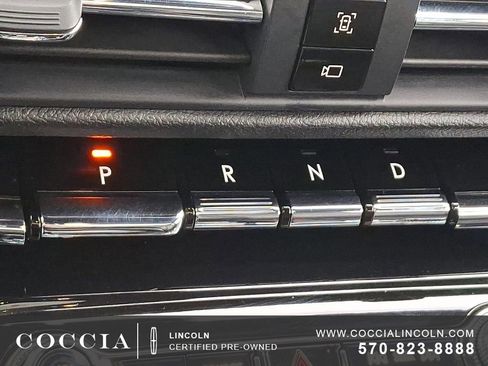 P R N D
COCCIA
LINCOLN
CERTIFIED PRE-OWNED
WWW.COCCIALINCOLN.COM
570-823-8888